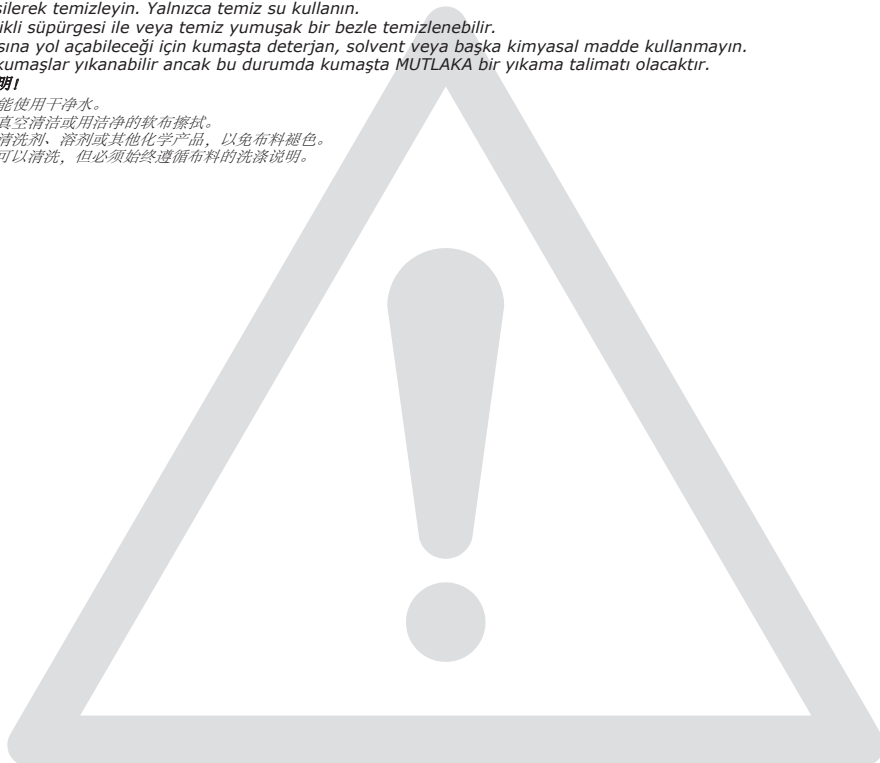 silerek temizleyin. Yalnızca temiz su kullanın.
ikli süpürgesi ile veya temiz yumuşak bir bezle temizlenebilir.
sına yol açabileceği için kumaşta deterjan, solvent veya başka kimyasal madde kullanmayın.
kumaşlar yıkanabilir ancak bu durumda kumaşta MUTLAKA bir yıkama talimatı olacaktır.
明!
能使用干净水。
真空清洁或用洁净的软布擦拭。
清洗剂、溶剂或其他化学产品，以免布料褪色。
可以清洗，但必须始终遵循布料的洗涤说明。